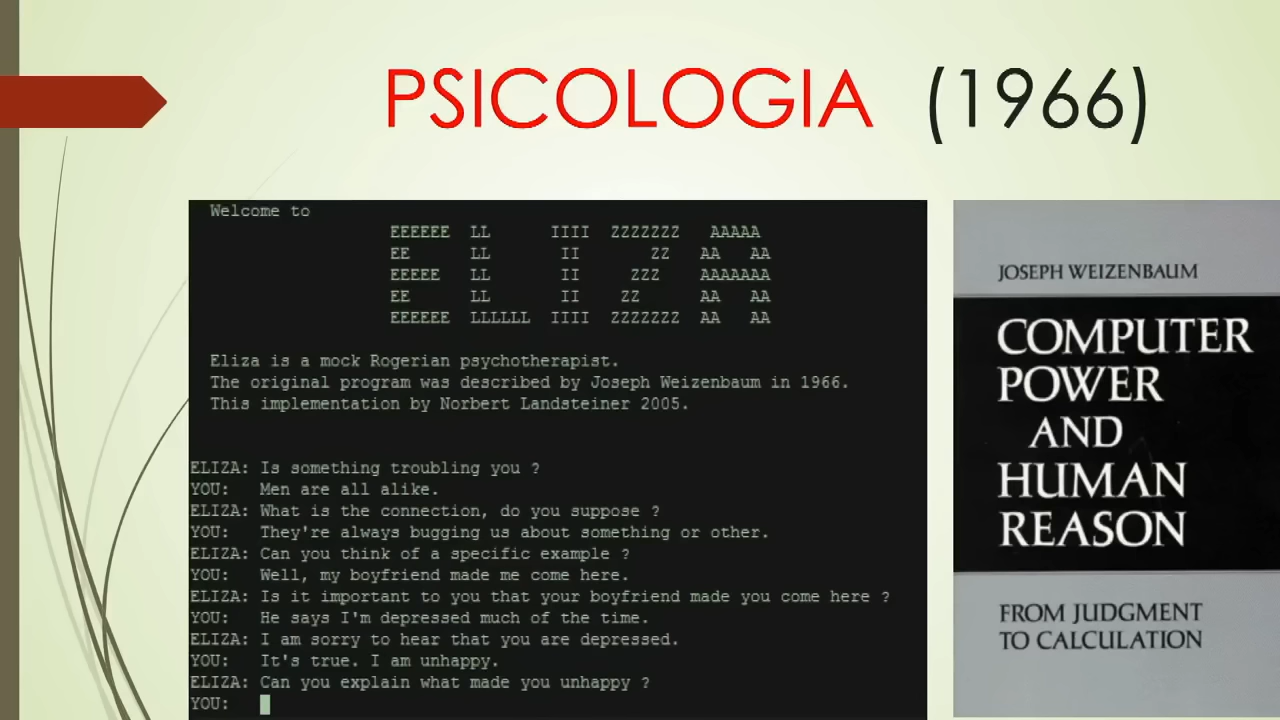 PSICOLOGIA (1966)
Welcome to
EEEEEE LL IIII ZZZZZZZ AAAAA
EE LL II ZZ AA AA
EEEEE LL II ZZZ AAAAAAA
EE LL II ZZ AA AA
EEEEEE LLLLLL IIII ZZZZZZZ AA AA
Eliza is a mock Rogerian psychotherapist.
The original program was described by Joseph Weizenbaum in 1966.
This implementation by Norbert Landsteiner 2005.
ELIZA: Is something troubling you ?
YOU: Men are all alike.
ELIZA: What is the connection, do you suppose ?
YOU: They're always bugging us about something or other.
ELIZA: Can you think of a specific example ?
YOU: Well, my boyfriend made me come here.
ELIZA: Is it important to you that your boyfriend made you come here ?
YOU: He says I'm depressed much of the time.
ELIZA: I am sorry to hear that you are depressed.
YOU: It's true. I am unhappy.
ELIZA: Can you explain what made you unhappy ?
YOU:
JOSEPH WEIZENBAUM
COMPUTER
POWER
AND
HUMAN
REASON
FROM JUDGMENT
TO CALCULATION